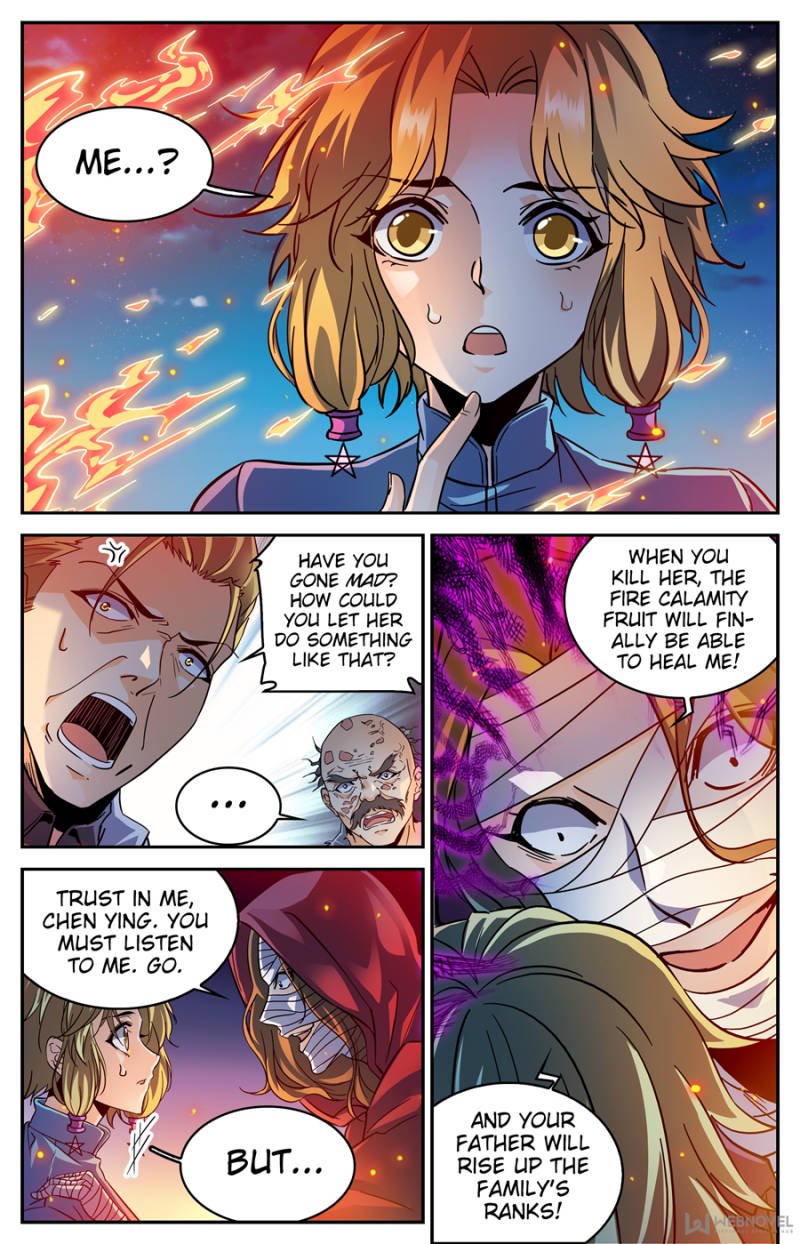 ME...?
HAVE YOU
GONE MAD?
HOW COULD
YOU LET HER
DO SOMETHING
LIKE THAT?
...
WHEN YOU
KILL HER, THE
FIRE CALAMITY
FRUIT WILL FIN-
ALLY BE ABLE
TO HEAL ME!
AND YOUR
FATHER WILL
RISE UP THE
FAMILY'S
RANKS!
TRUST IN ME,
CHEN YING. YOU
MUST LISTEN
TO ME. GO.
BUT...
WEBNOVEL